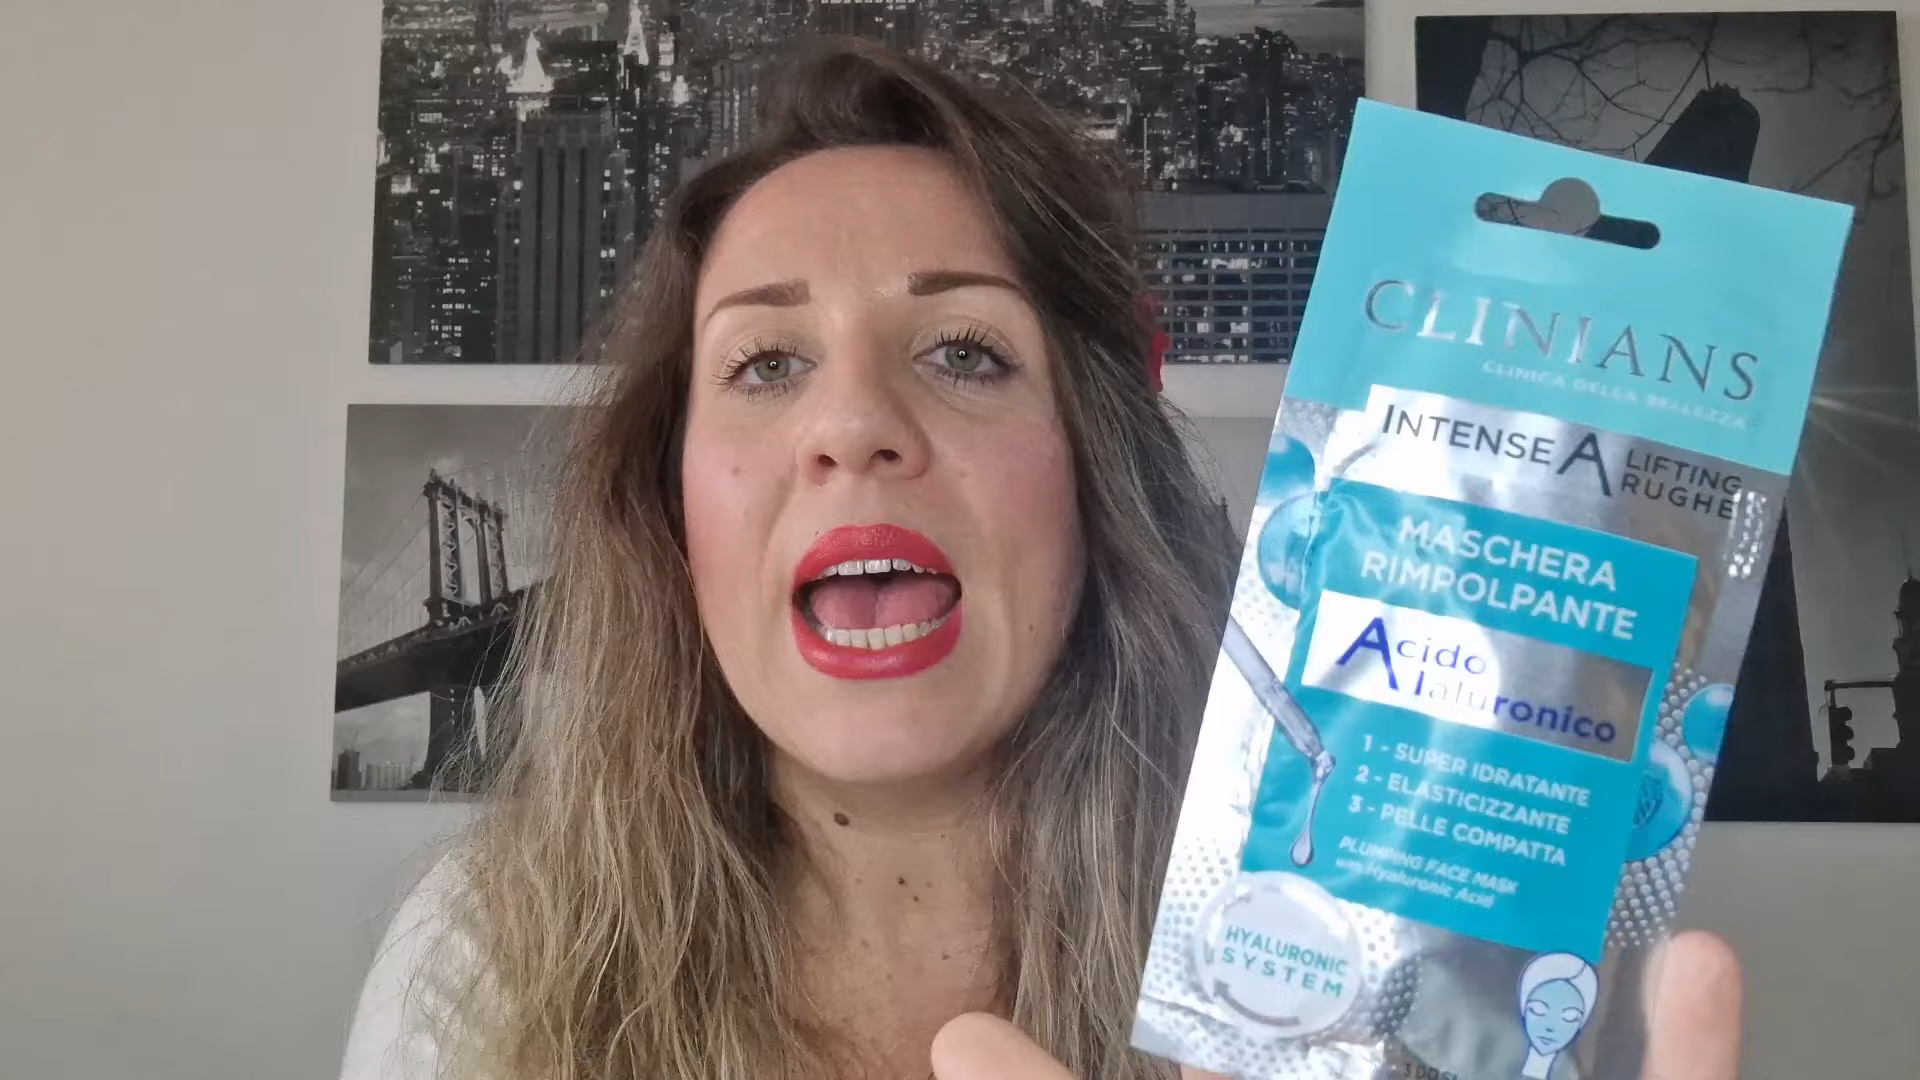 CLINIANS
CLINICA DELLA BELLEZZA
INTENSE A LIFTING
RUGHE
MASCHERA
RIMPOLPANTE
Acido
Ialuronico
1 - SUPER IDRATANTE
2 - ELASTICIZZANTE
3 - PELLE COMPATTA
PLUMPING FACE MASK
with Hyaluronic Acid
HYALURONIC
SYSTEM